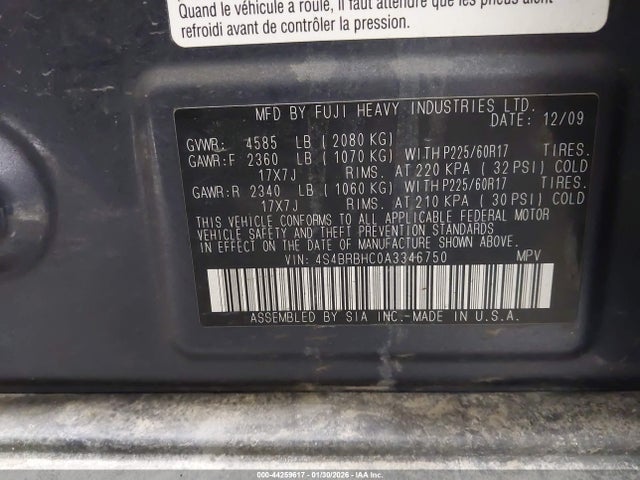 Quand le véhicule a roulé, il faut attendre que les pneus aient
refroidi avant de contrôler la pression.
MFD BY FUJI HEAVY INDUSTRIES LTD.
DATE: 12/09
GVWR: 4585 LB ( 2080 KG)
GAWR:F 2360 LB ( 1070 KG) WITH P225/60R17 TIRES.
17X7J RIMS. AT 220 KPA ( 32 PSI) COLD
GAWR:R 2340 LB ( 1060 KG) WITH P225/60R17 TIRES.
17X7J RIMS. AT 210 KPA ( 30 PSI) COLD
THIS VEHICLE CONFORMS TO ALL APPLICABLE FEDERAL MOTOR
VEHICLE SAFETY AND THEFT PREVENTION STANDARDS
IN EFFECT ON THE DATE OF MANUFACTURE SHOWN ABOVE.
VIN: 4S4BRBHC0A3346750 MPV
ASSEMBLED BY SIA INC.-MADE IN U.S.A.
000-44259617 - 01/30/2026 - Copyright IAA, Inc.